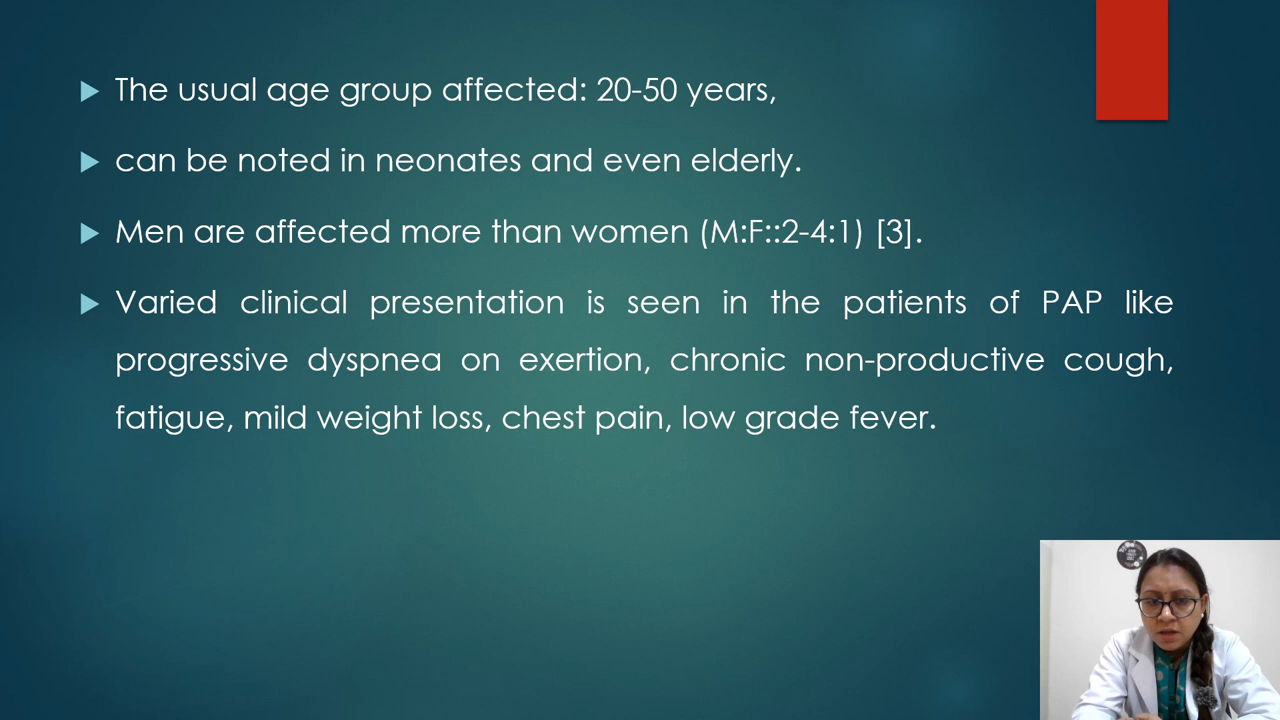 The usual age group affected: 20-50 years,
can be noted in neonates and even elderly.
Men are affected more than women (M:F::2-4:1) [3].
Varied clinical presentation is seen in the patients of PAP like
progressive dyspnea on exertion, chronic non-productive cough,
fatigue, mild weight loss, chest pain, low grade fever.